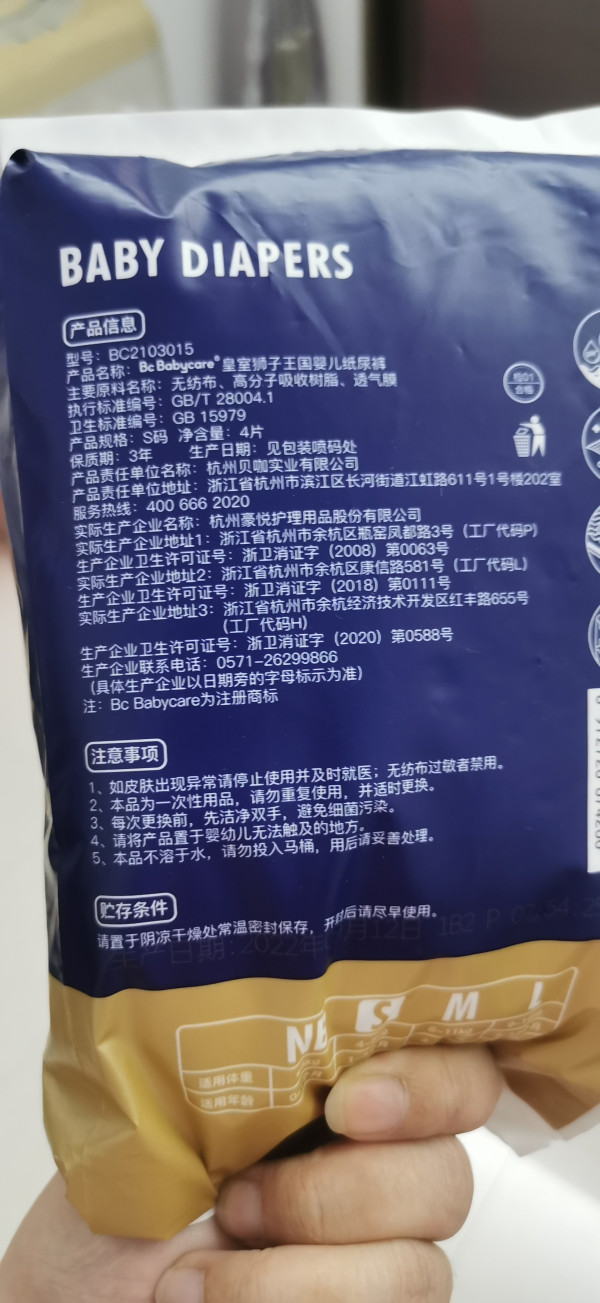 BABY DIAPERS
产品信息
型号：BC2103015
产品名称：Bc Babycare®皇室狮子王国婴儿纸尿裤
主要原料名称：无纺布、高分子吸收树脂、透气膜
执行标准编号：GB/T 28004.1
卫生标准编号：GB 15979
产品规格：S码 净含量：4片
保质期：3年 生产日期：见包装喷码处
产品责任单位名称：杭州贝咖实业有限公司
产品责任单位地址：浙江省杭州市滨江区长河街道江虹路611号1号楼202室
服务热线：400 666 2020
实际生产企业名称：杭州豪悦护理用品股份有限公司
实际生产企业地址1：浙江省杭州市余杭区瓶窑凤都路3号（工厂代码P）
生产企业卫生许可证号：浙卫消证字（2008）第0063号
实际生产企业地址2：浙江省杭州市余杭区康信路581号（工厂代码L）
生产企业卫生许可证号：浙卫消证字（2018）第0111号
实际生产企业地址3：浙江省杭州市余杭经济技术开发区红丰路655号
（工厂代码H）
生产企业卫生许可证号：浙卫消证字（2020）第0588号
生产企业联系电话：0571-26299866
（具体生产企业以日期旁的字母标示为准）
注：Bc Babycare为注册商标
注意事项
1、如皮肤出现异常请停止使用并及时就医；无纺布过敏者禁用。
2、本品为一次性用品，请勿重复使用，并适时更换。
3、每次更换前，先洁净双手，避免细菌污染。
4、请将产品置于婴幼儿无法触及的地方。
5、本品不溶于水，请勿投入马桶，用后请妥善处理。
贮存条件
请置于阴凉干燥处常温密封保存，开封后请尽早使用。
生产日期:2022年 月12日 1B2 P
NB S M L
适用体重
适用年龄